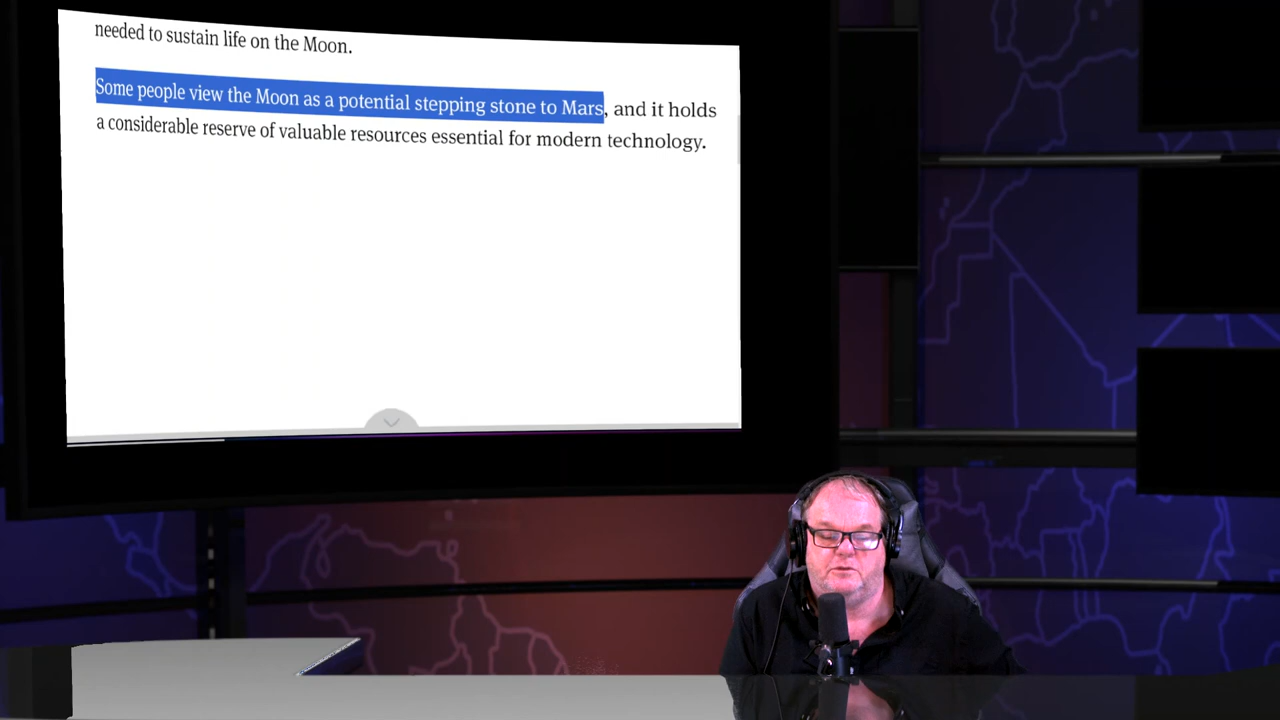 needed to sustain life on the Moon.
Some people view the Moon as a potential stepping stone to Mars, and it holds
a considerable reserve of valuable resources essential for modern technology.